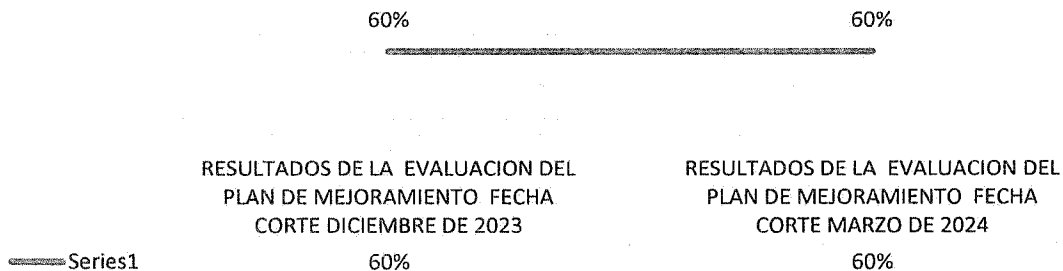 60% 60%
RESULTADOS DE LA EVALUACION DEL
PLAN DE MEJORAMIENTO FECHA
CORTE DICIEMBRE DE 2023
RESULTADOS DE LA EVALUACION DEL
PLAN DE MEJORAMIENTO FECHA
CORTE MARZO DE 2024
Series1 60% 60%